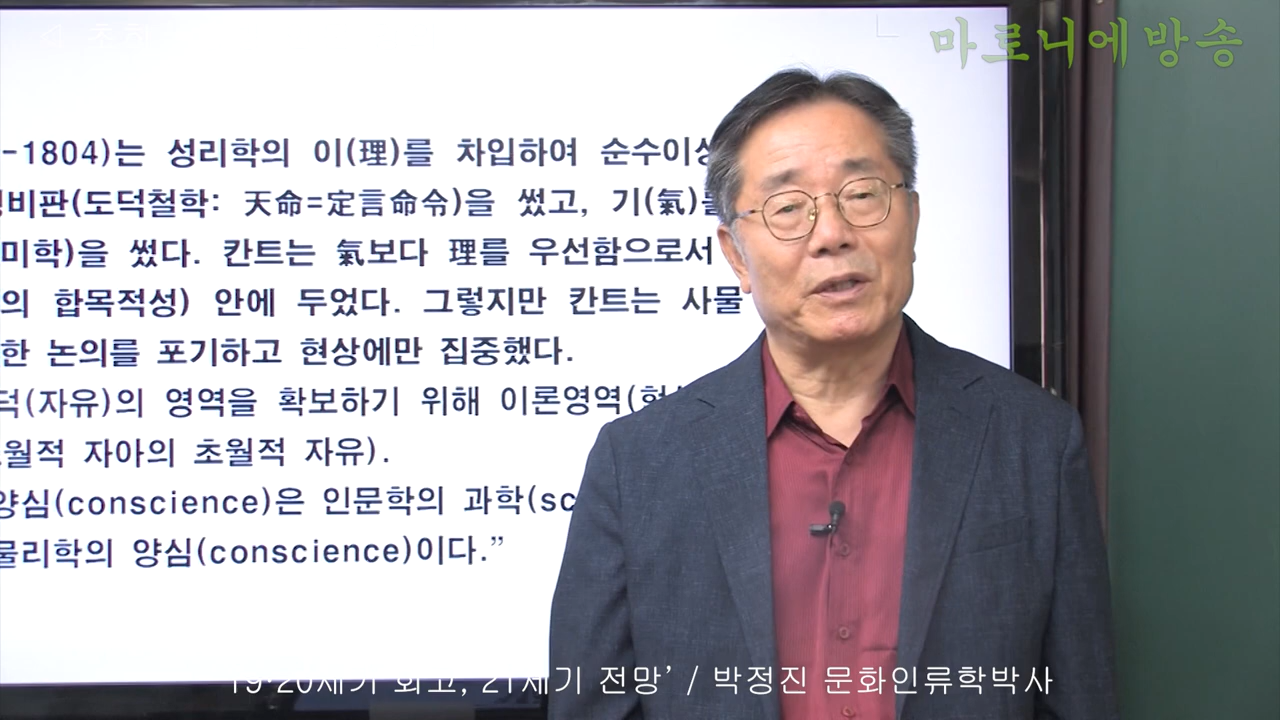 마로니에방송
-1804)는 성리학의 이(理)를 차입하여 순수이성
비판(도덕철학: 天命=定言命令)을 썼고, 기(氣)를
미학)을 썼다. 칸트는 氣보다 理를 우선함으로서
의 합목적성) 안에 두었다. 그렇지만 칸트는 사물
한 논의를 포기하고 현상에만 집중했다.
덕(자유)의 영역을 확보하기 위해 이론영역(현
월적 자아의 초월적 자유).
양심(conscience)은 인문학의 과학(sc
물리학의 양심(conscience)이다.”
19·20세기 회고, 21세기 전망’ / 박정진 문화인류학박사